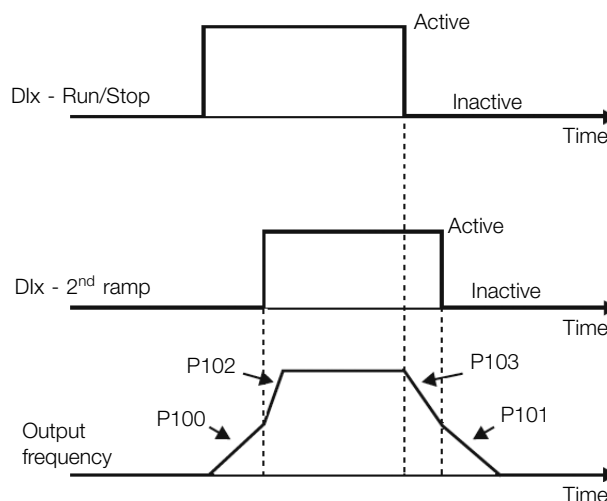 Active
DIx - Run/Stop
Inactive
Time
Active
DIx - 2nd ramp
Inactive
Time
P102
P103
P100
P101
Output
frequency
Time